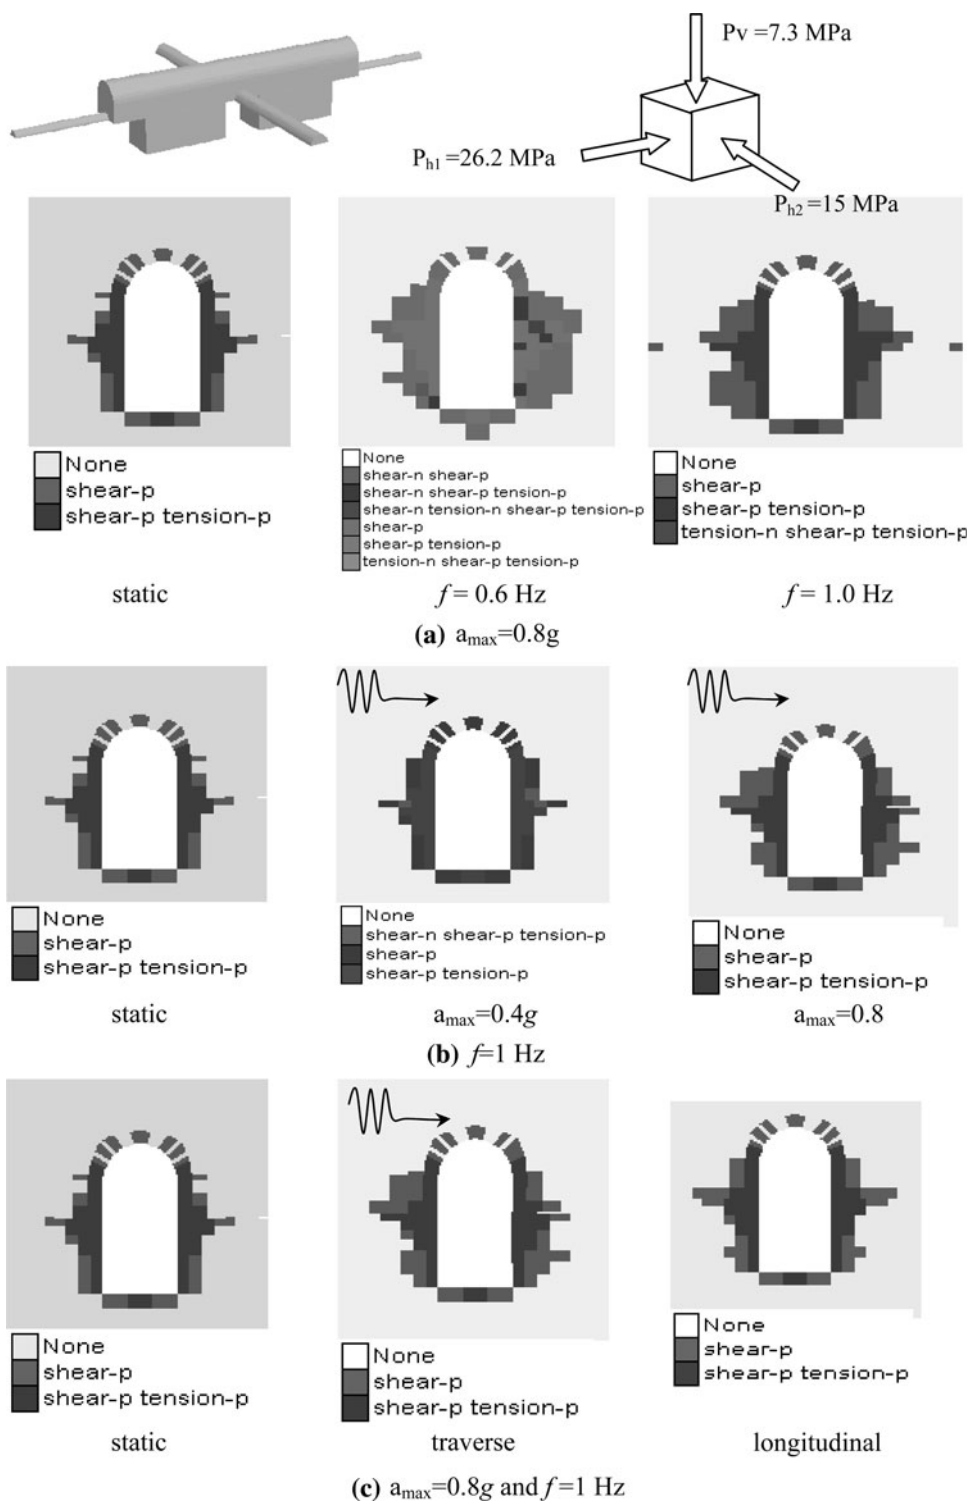 Pv =7.3 MPa
Ph1 =26.2 MPa
Ph2 =15 MPa
None
shear-p
shear-p tension-p
static
None
shear-n shear-p
shear-n shear-p tension-p
shear-n tension-n shear-p tension-p
shear-p
shear-p tension-p
tension-n shear-p tension-p
f = 0.6 Hz
None
shear-p
shear-p tension-p
tension-n shear-p tension-p
f = 1.0 Hz
(a) amax=0.8g
None
shear-p
shear-p tension-p
static
None
shear-n shear-p tension-p
shear-p
shear-p tension-p
amax=0.4g
None
shear-p
shear-p tension-p
amax=0.8
(b) f=1 Hz
None
shear-p
shear-p tension-p
static
None
shear-p
shear-p tension-p
traverse
None
shear-p
shear-p tension-p
longitudinal
(c) amax=0.8g and f=1 Hz